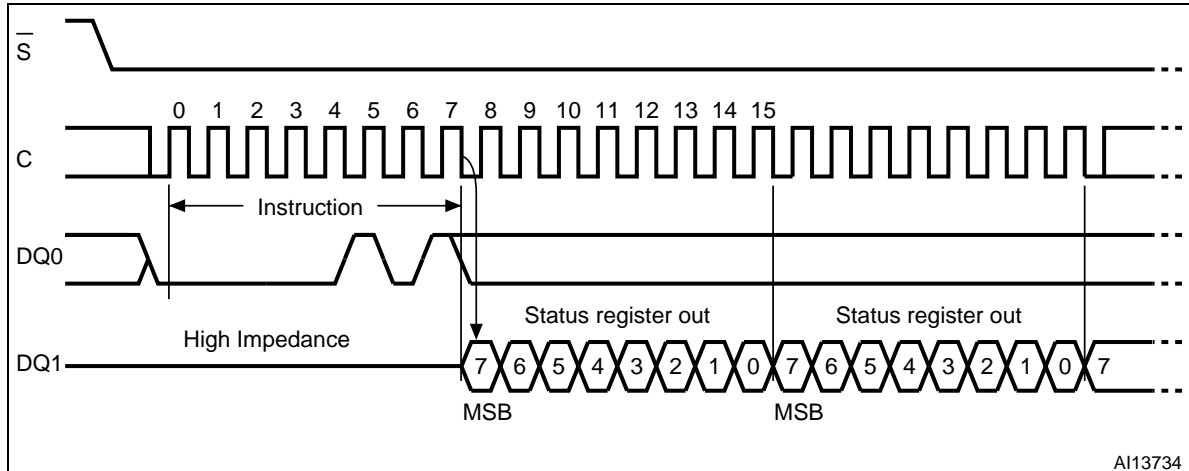 S
0 1 2 3 4 5 6 7 8 9 10 11 12 13 14 15
C
Instruction
DQ0
Status register out Status register out
High Impedance
DQ1 7 6 5 4 3 2 1 0 7 6 5 4 3 2 1 0 7
MSB MSB
AI13734